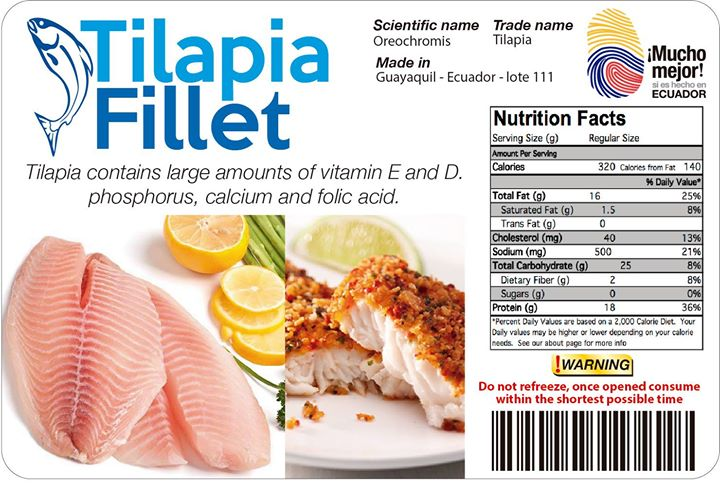 Tilapia
Fillet
Scientific name
Oreochromis
Trade name
Tilapia
Made in
Guayaquil - Ecuador - lote 111
¡Mucho
mejor!
si es hecho en
ECUADOR
Tilapia contains large amounts of vitamin E and D.
phosphorus, calcium and folic acid.
Nutrition Facts
Serving Size (g) Regular Size
Amount Per Serving
Calories 320 Calories from Fat 140
% Daily Value*
Total Fat (g) 16 25%
Saturated Fat (g) 1.5 8%
Trans Fat (g) 0
Cholesterol (mg) 40 13%
Sodium (mg) 500 21%
Total Carbohydrate (g) 25 8%
Dietary Fiber (g) 2 8%
Sugars (g) 0 0%
Protein (g) 18 36%
*Percent Daily Values are based on a 2,000 Calorie Diet. Your
Daily values may be higher or lower depending on your calorie
needs. See our about page for more info
!WARNING
Do not refreeze, once opened consume
within the shortest possible time